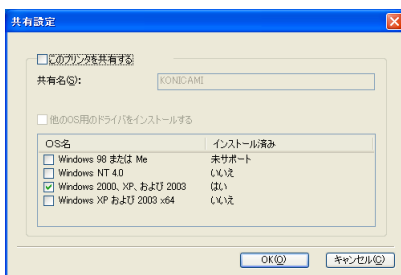 共有設定
このプリンタを共有する
共有名(S):
KONICAMI
他のOS用のドライバをインストールする
OS名 インストール済み
Windows 98 または Me 未サポート
Windows NT 4.0 いいえ
Windows 2000、XP、および 2003 はい
Windows XP および 2003 x64 いいえ
OK(O) キャンセル(C)